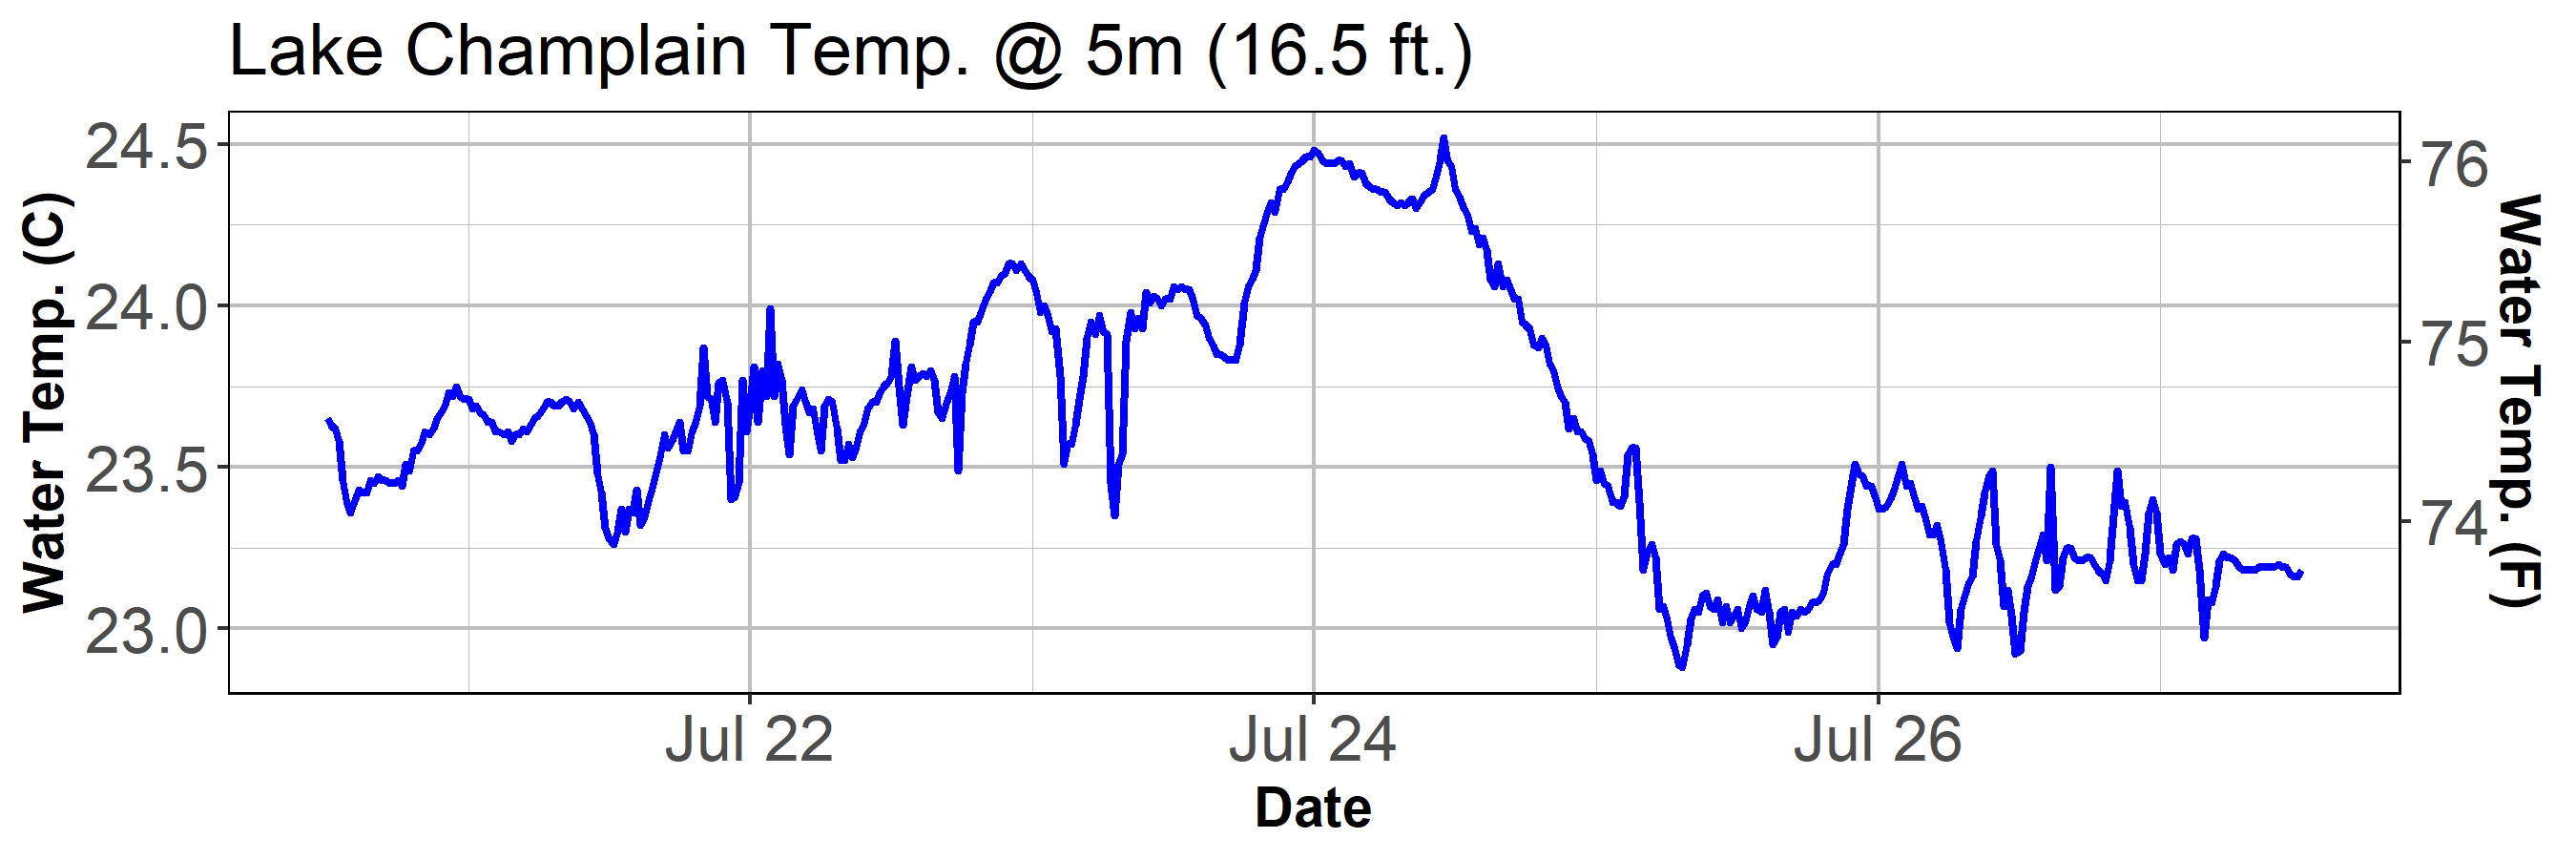 Lake Champlain Temp. @ 5m (16.5 ft.)
Water Temp. (C)
24.5
24.0
23.5
23.0
76
75
74
Water Temp. (F)
Jul 22
Jul 24
Jul 26
Date